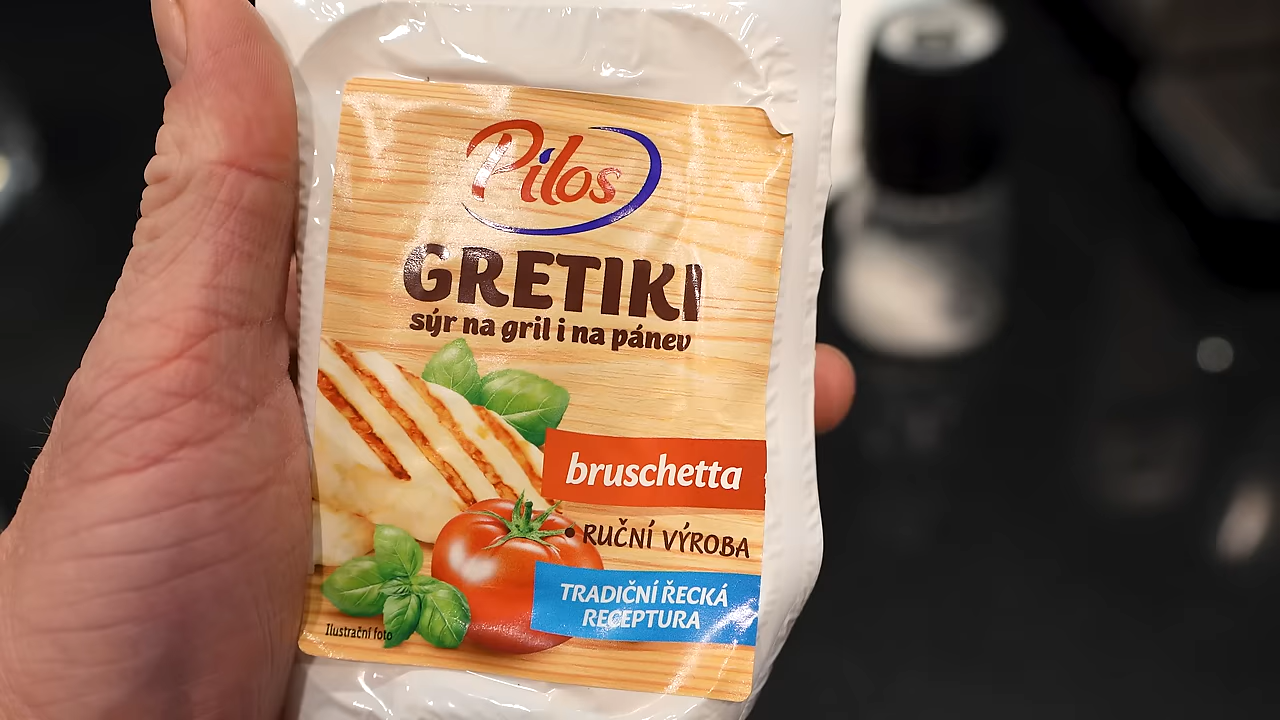 Pilos
GRETIKI
sýr na gril i na pánev
bruschetta
• RUČNÍ VÝROBA
TRADIČNÍ ŘECKÁ
RECEPTURA
Ilustrační foto